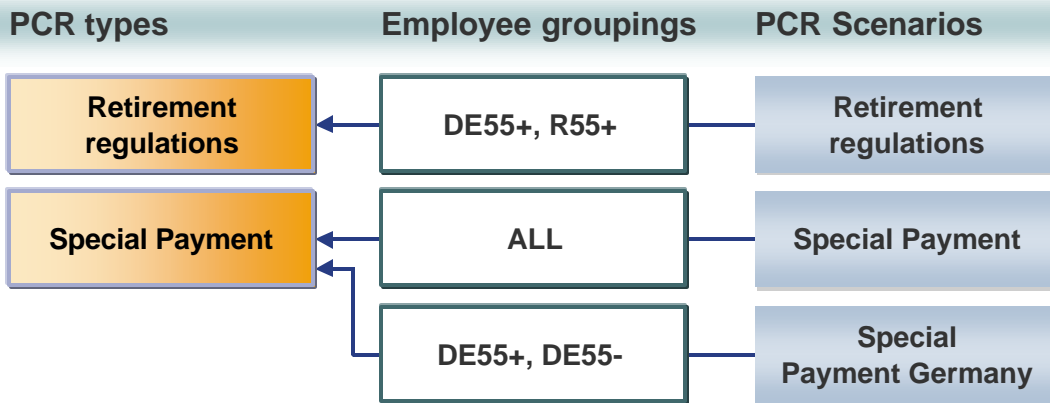 PCR types Employee groupings PCR Scenarios
Retirement
regulations
DE55+, R55+
Retirement
regulations
Special Payment
ALL
Special Payment
DE55+, DE55-
Special
Payment Germany